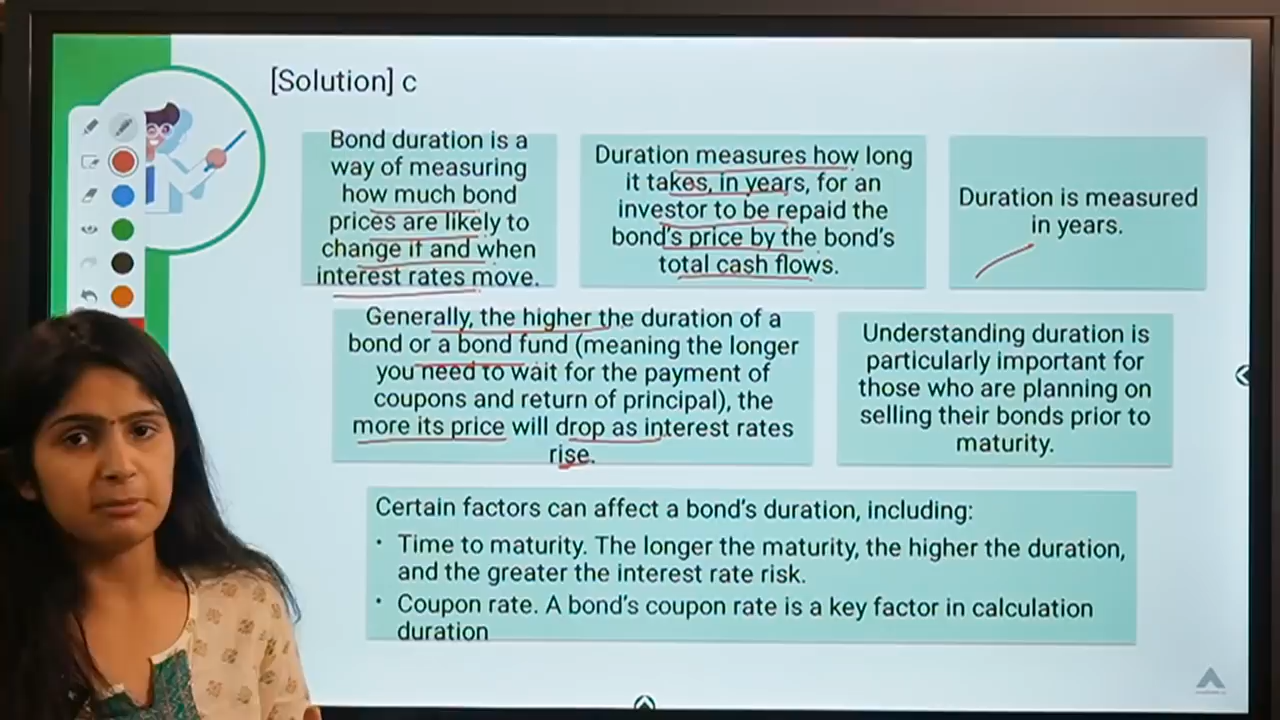 [Solution] c
Bond duration is a
way of measuring
how much bond
prices are likely to
change if and when
interest rates move.
Duration measures how long
it takes, in years, for an
investor to be repaid the
bond's price by the bond's
total cash flows.
Duration is measured
in years.
Generally, the higher the duration of a
bond or a bond fund (meaning the longer
you need to wait for the payment of
coupons and return of principal), the
more its price will drop as interest rates
rise.
Understanding duration is
particularly important for
those who are planning on
selling their bonds prior to
maturity.
Certain factors can affect a bond's duration, including:
• Time to maturity. The longer the maturity, the higher the duration,
and the greater the interest rate risk.
• Coupon rate. A bond's coupon rate is a key factor in calculation
duration